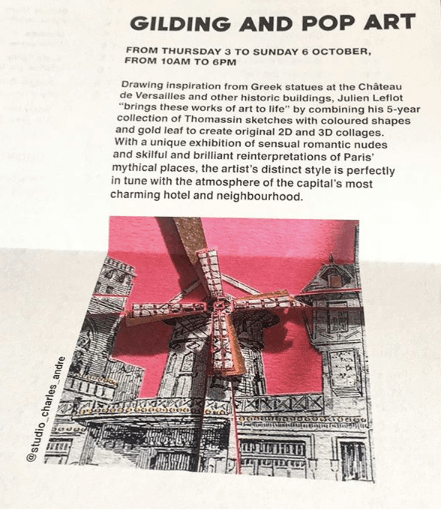 GILDING AND POP ART
FROM THURSDAY 3 TO SUNDAY 6 OCTOBER,
FROM 10AM TO 6PM
Drawing inspiration from Greek statues at the Château
de Versailles and other historic buildings, Julien Leflot
"brings these works of art to life" by combining his 5-year
collection of Thomassin sketches with coloured shapes
and gold leaf to create original 2D and 3D collages.
With a unique exhibition of sensual romantic nudes
and skilful and brilliant reinterpretations of Paris'
mythical places, the artist's distinct style is perfectly
in tune with the atmosphere of the capital's most
charming hotel and neighbourhood.
@studio_charles_andre